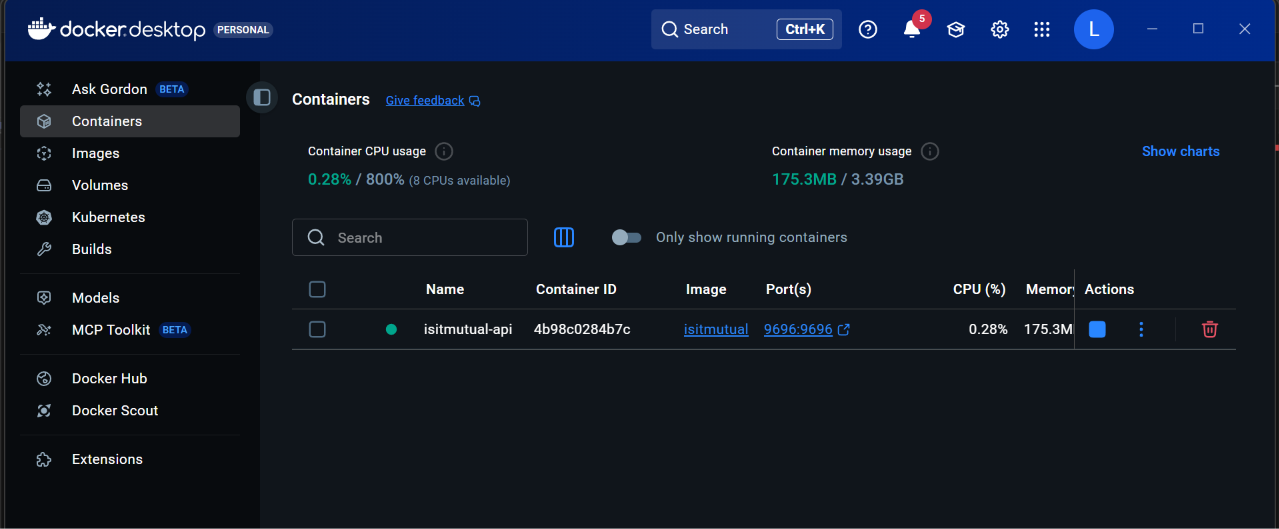 docker.desktop PERSONAL Search Ctrl+K 5 L
Ask Gordon BETA
Containers
Images
Volumes
Kubernetes
Builds
Models
MCP Toolkit BETA
Docker Hub
Docker Scout
Extensions
Containers Give feedback
Container CPU usage
0.28% / 800% (8 CPUs available)
Container memory usage
175.3MB / 3.39GB
Show charts
Search
Only show running containers
Name Container ID Image Port(s) CPU (%) Memory Actions
isitmutual-api 4b98c0284b7c isitmutual 9696:9696 0.28% 175.3M